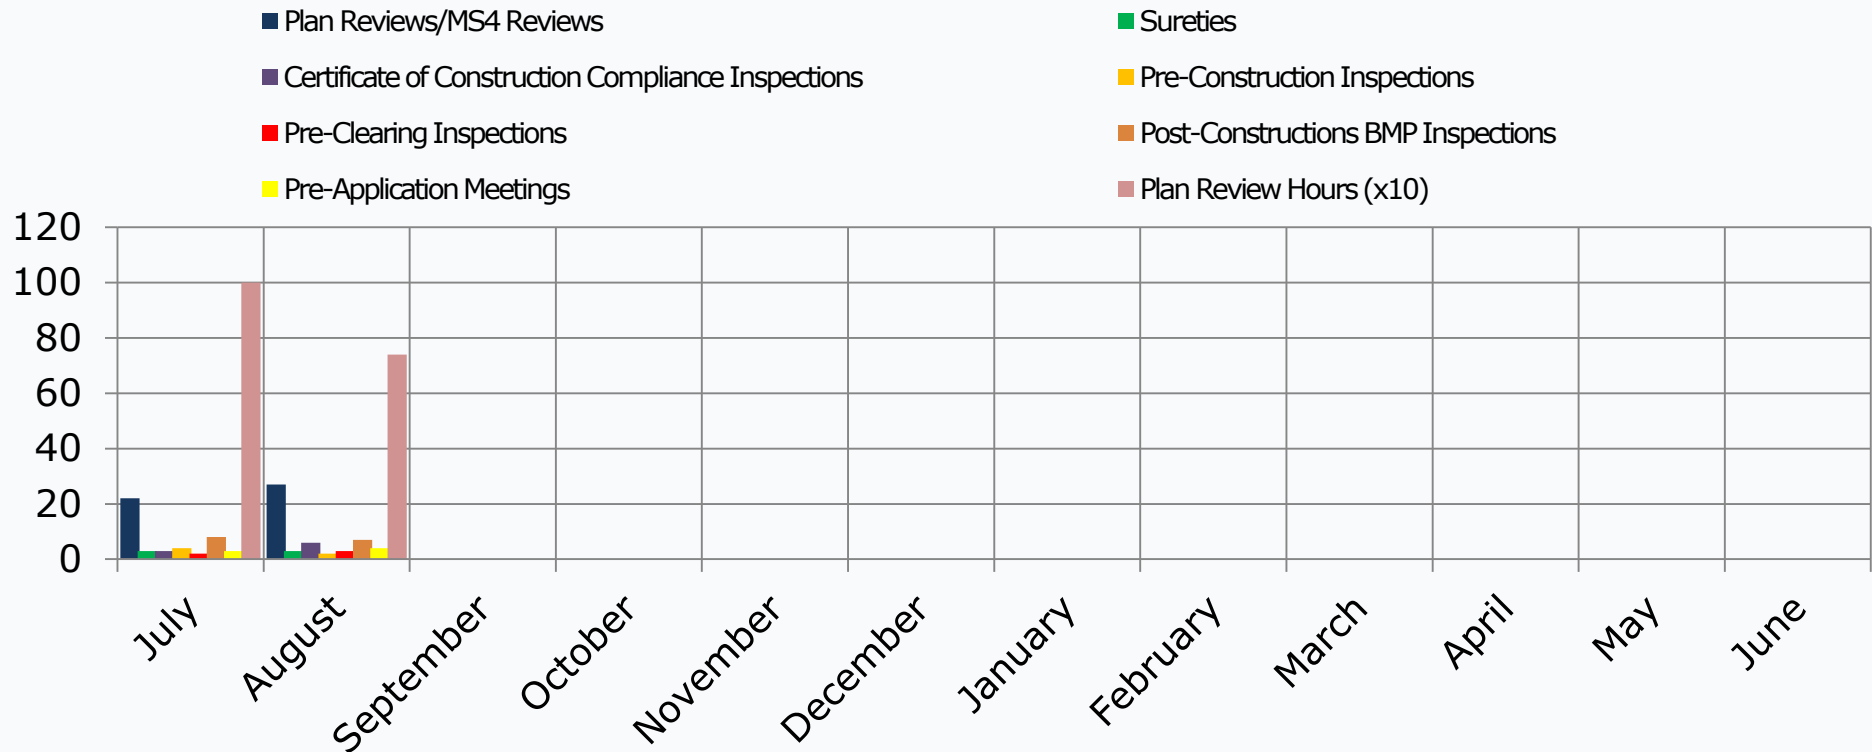 Plan Reviews/MS4 Reviews
Sureties
Certificate of Construction Compliance Inspections
Pre-Construction Inspections
Pre-Clearing Inspections
Post-Constructions BMP Inspections
Pre-Application Meetings
Plan Review Hours (x10)
120
100
80
60
40
20
0
July
August
September
October
November
December
January
February
March
April
May
June